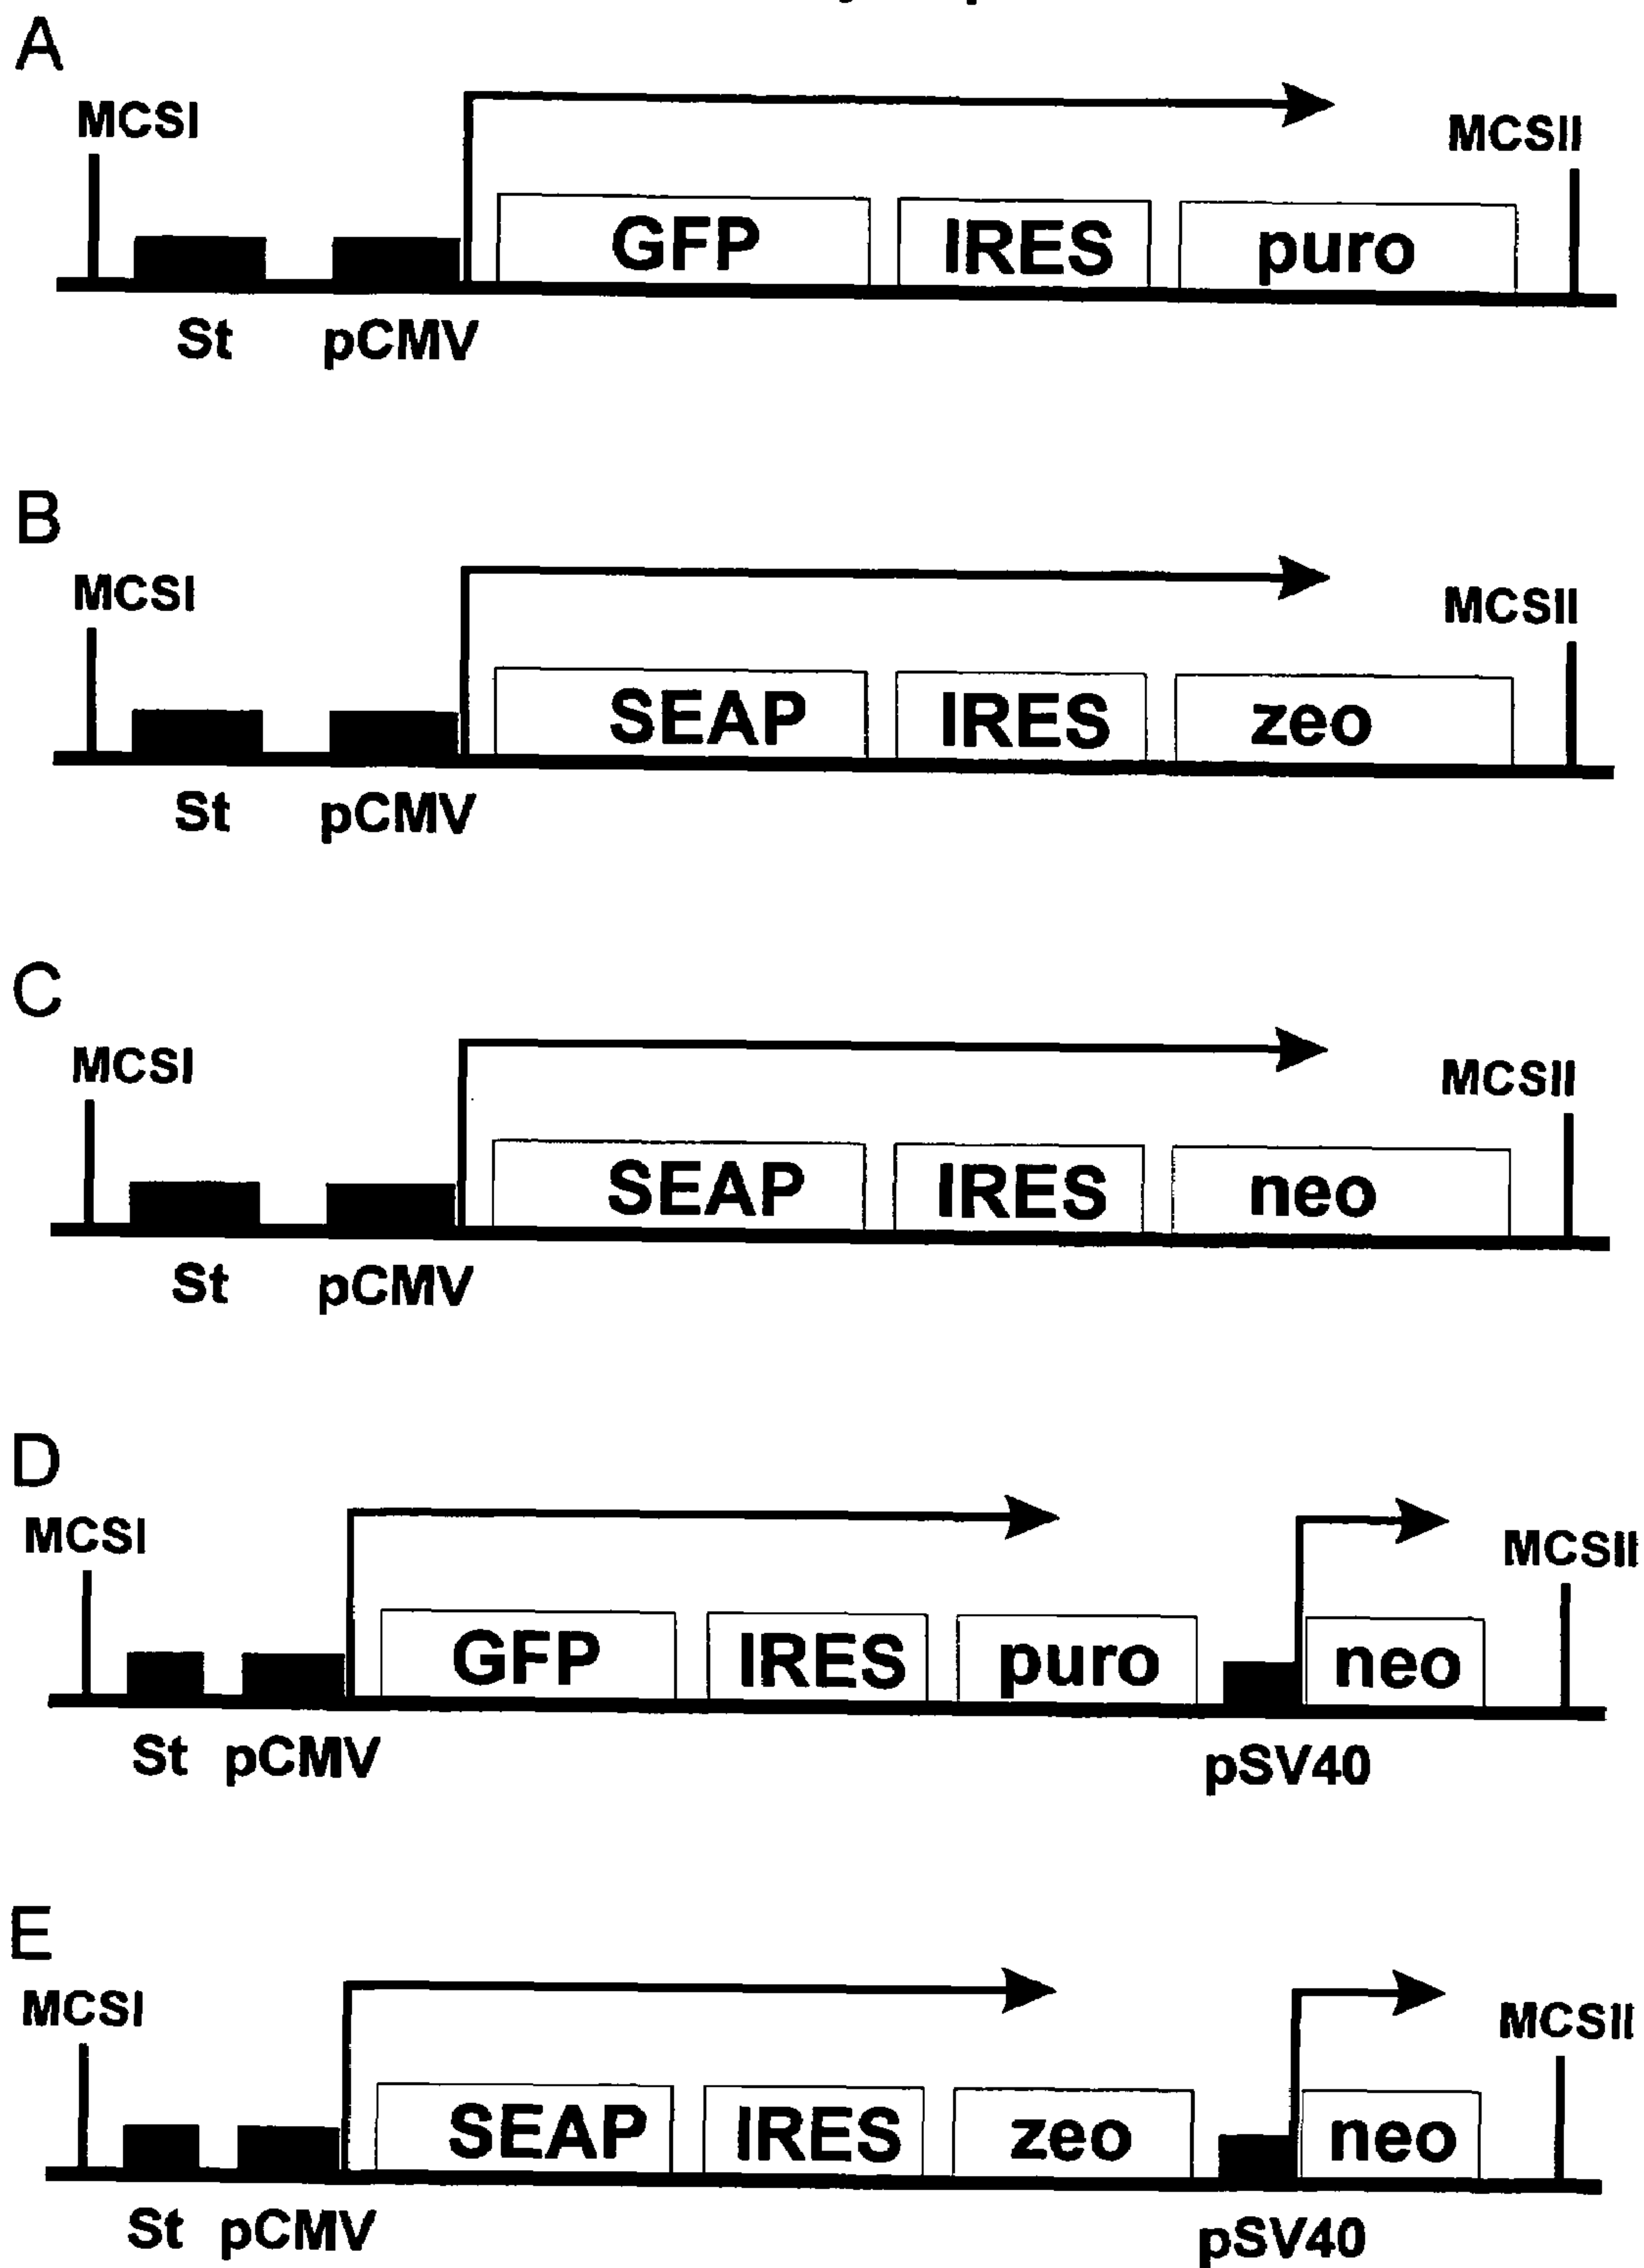 A
MCSI
MCSII
GFP IRES puro
St pCMV
B
MCSI
MCSII
SEAP IRES zeo
St pCMV
C
MCSI
MCSII
SEAP IRES neo
St pCMV
D
MCSI
MCSII
GFP IRES puro neo
St pCMV pSV40
E
MCSI
MCSII
SEAP IRES zeo neo
St pCMV pSV40